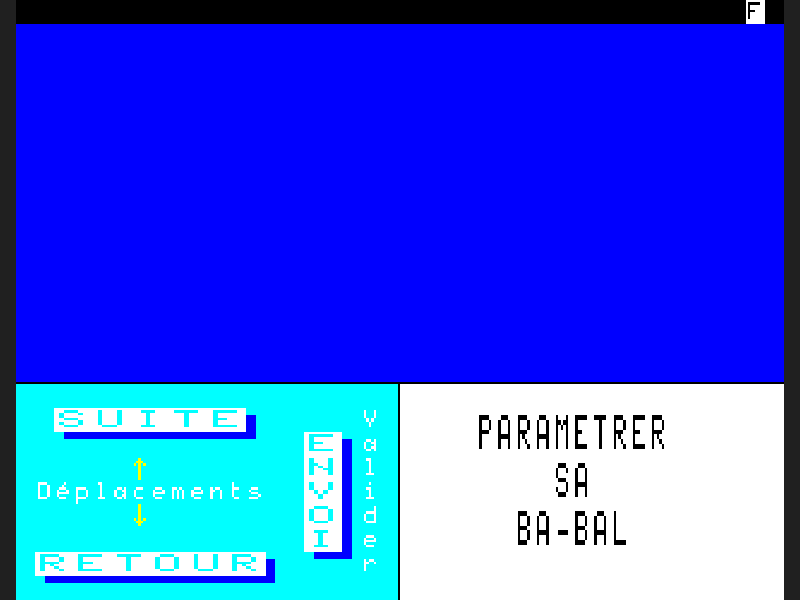 F
SUITE
Déplacements
RETOUR
ENVOI
Valider
PARAMETRER
SA
BA-BAL